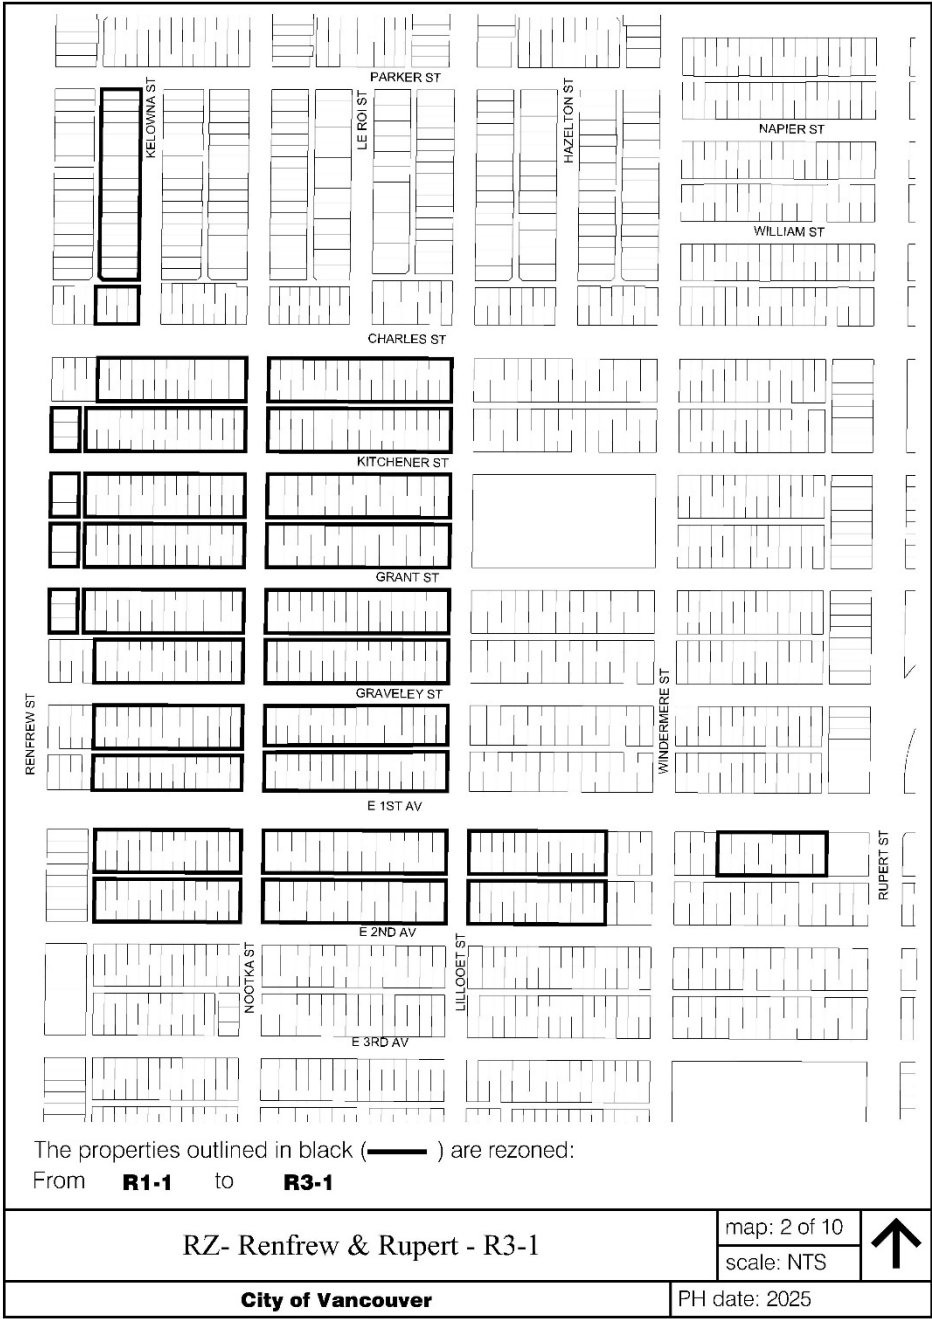 PARKER ST
KELOWNA ST
LE ROI ST
HAZELTON ST
NAPIER ST
WILLIAM ST
CHARLES ST
KITCHENER ST
GRANT ST
GRAVELEY ST
RENFREW ST
WINDERMERE ST
E 1ST AV
RUPERT ST
E 2ND AV
NOOTKA ST
LILLOOET ST
E 3RD AV
The properties outlined in black ( ) are rezoned:
From R1-1 to R3-1
RZ- Renfrew & Rupert - R3-1
map: 2 of 10
scale: NTS
City of Vancouver
PH date: 2025